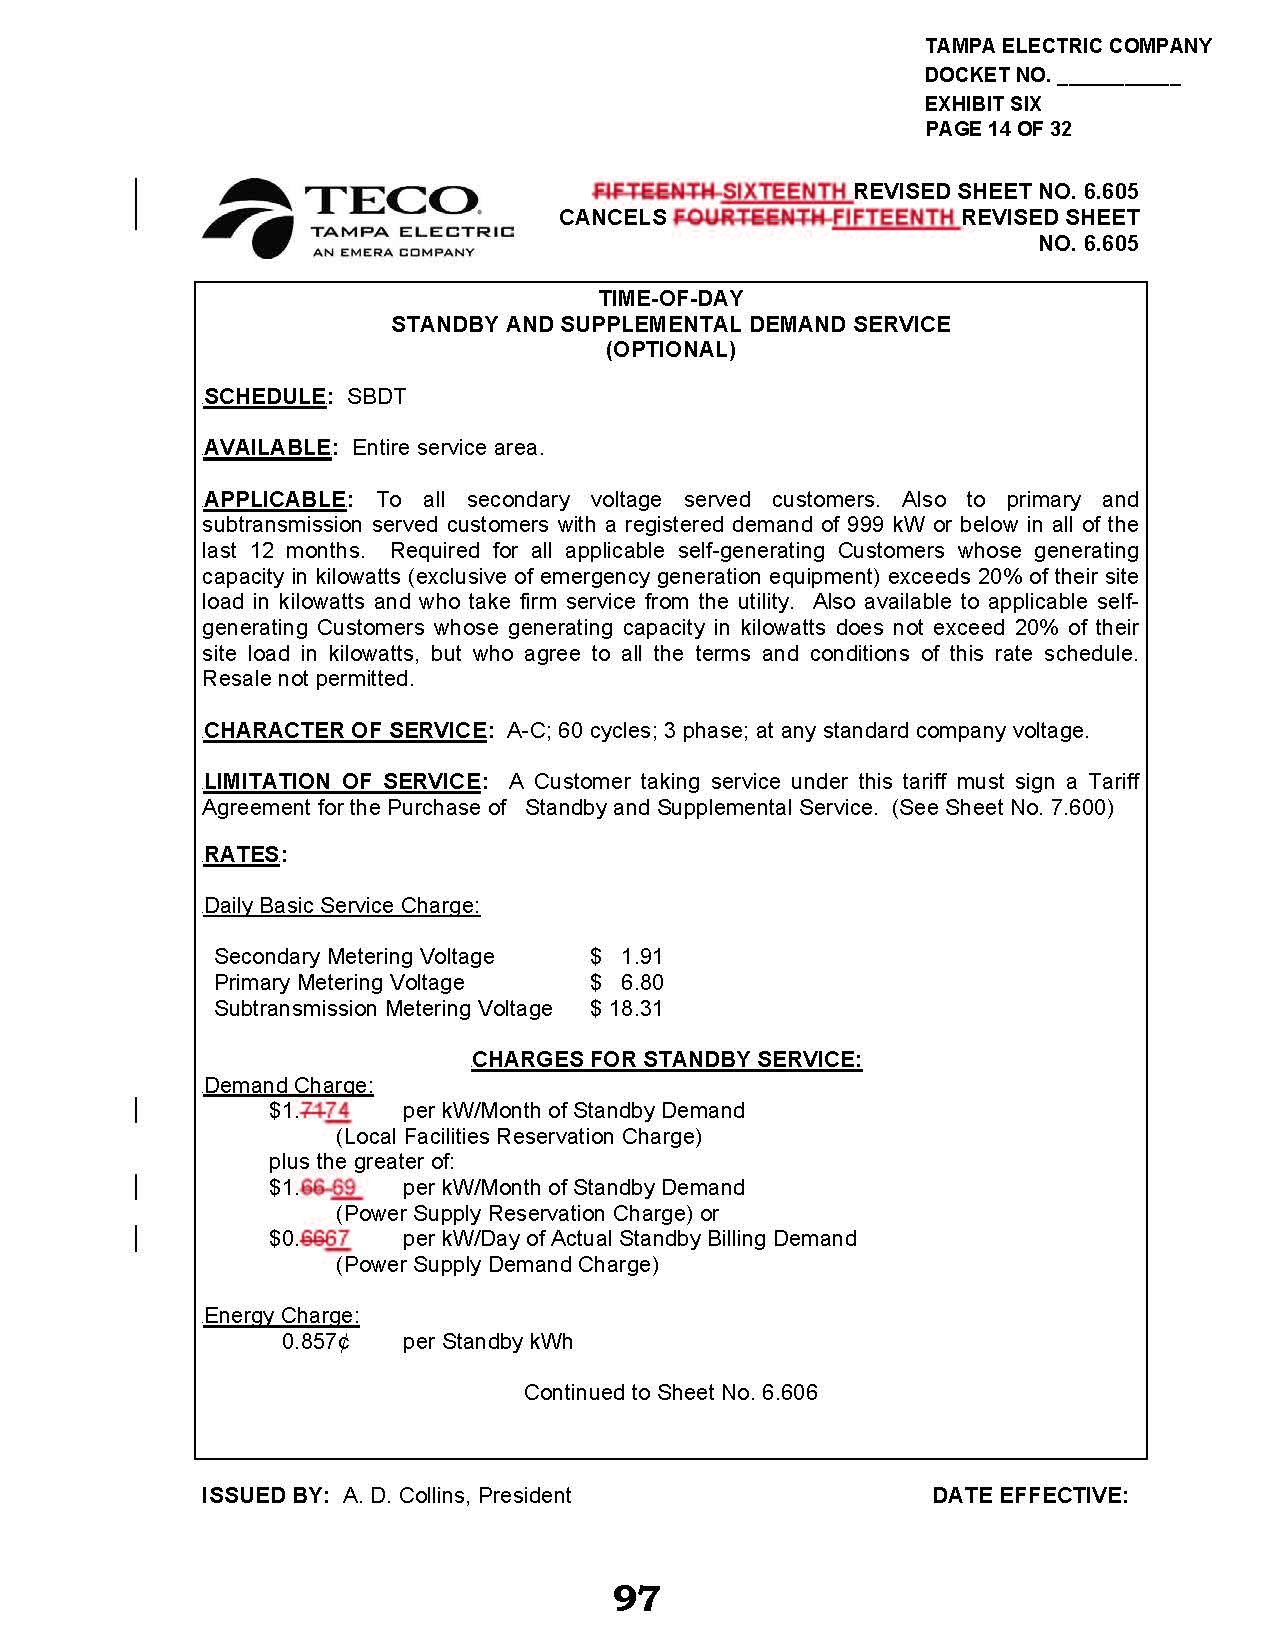 TAMPA ELECTRIC COMPANY
DOCKET NO. ___________
EXHIBIT SIX
PAGE 14 OF 32
TECO
TAMPA ELECTRIC
AN EMERA COMPANY
FIFTEENTH SIXTEENTH REVISED SHEET NO. 6.605
CANCELS FOURTEENTH FIFTEENTH REVISED SHEET
NO. 6.605
TIME-OF-DAY
STANDBY AND SUPPLEMENTAL DEMAND SERVICE
(OPTIONAL)
SCHEDULE: SBDT
AVAILABLE: Entire service area.
APPLICABLE: To all secondary voltage served customers. Also to primary and
subtransmission served customers with a registered demand of 999 kW or below in all of the
last 12 months. Required for all applicable self-generating Customers whose generating
capacity in kilowatts (exclusive of emergency generation equipment) exceeds 20% of their site
load in kilowatts and who take firm service from the utility. Also available to applicable self-
generating Customers whose generating capacity in kilowatts does not exceed 20% of their
site load in kilowatts, but who agree to all the terms and conditions of this rate schedule.
Resale not permitted.
CHARACTER OF SERVICE: A-C; 60 cycles; 3 phase; at any standard company voltage.
LIMITATION OF SERVICE: A Customer taking service under this tariff must sign a Tariff
Agreement for the Purchase of Standby and Supplemental Service. (See Sheet No. 7.600)
RATES:
Daily Basic Service Charge:
Secondary Metering Voltage $ 1.91
Primary Metering Voltage $ 6.80
Subtransmission Metering Voltage $ 18.31
CHARGES FOR STANDBY SERVICE:
Demand Charge:
$1.7174 per kW/Month of Standby Demand
(Local Facilities Reservation Charge)
plus the greater of:
$1.66 69 per kW/Month of Standby Demand
(Power Supply Reservation Charge) or
$0.6667 per kW/Day of Actual Standby Billing Demand
(Power Supply Demand Charge)
Energy Charge:
0.857¢ per Standby kWh
Continued to Sheet No. 6.606
ISSUED BY: A. D. Collins, President DATE EFFECTIVE:
97